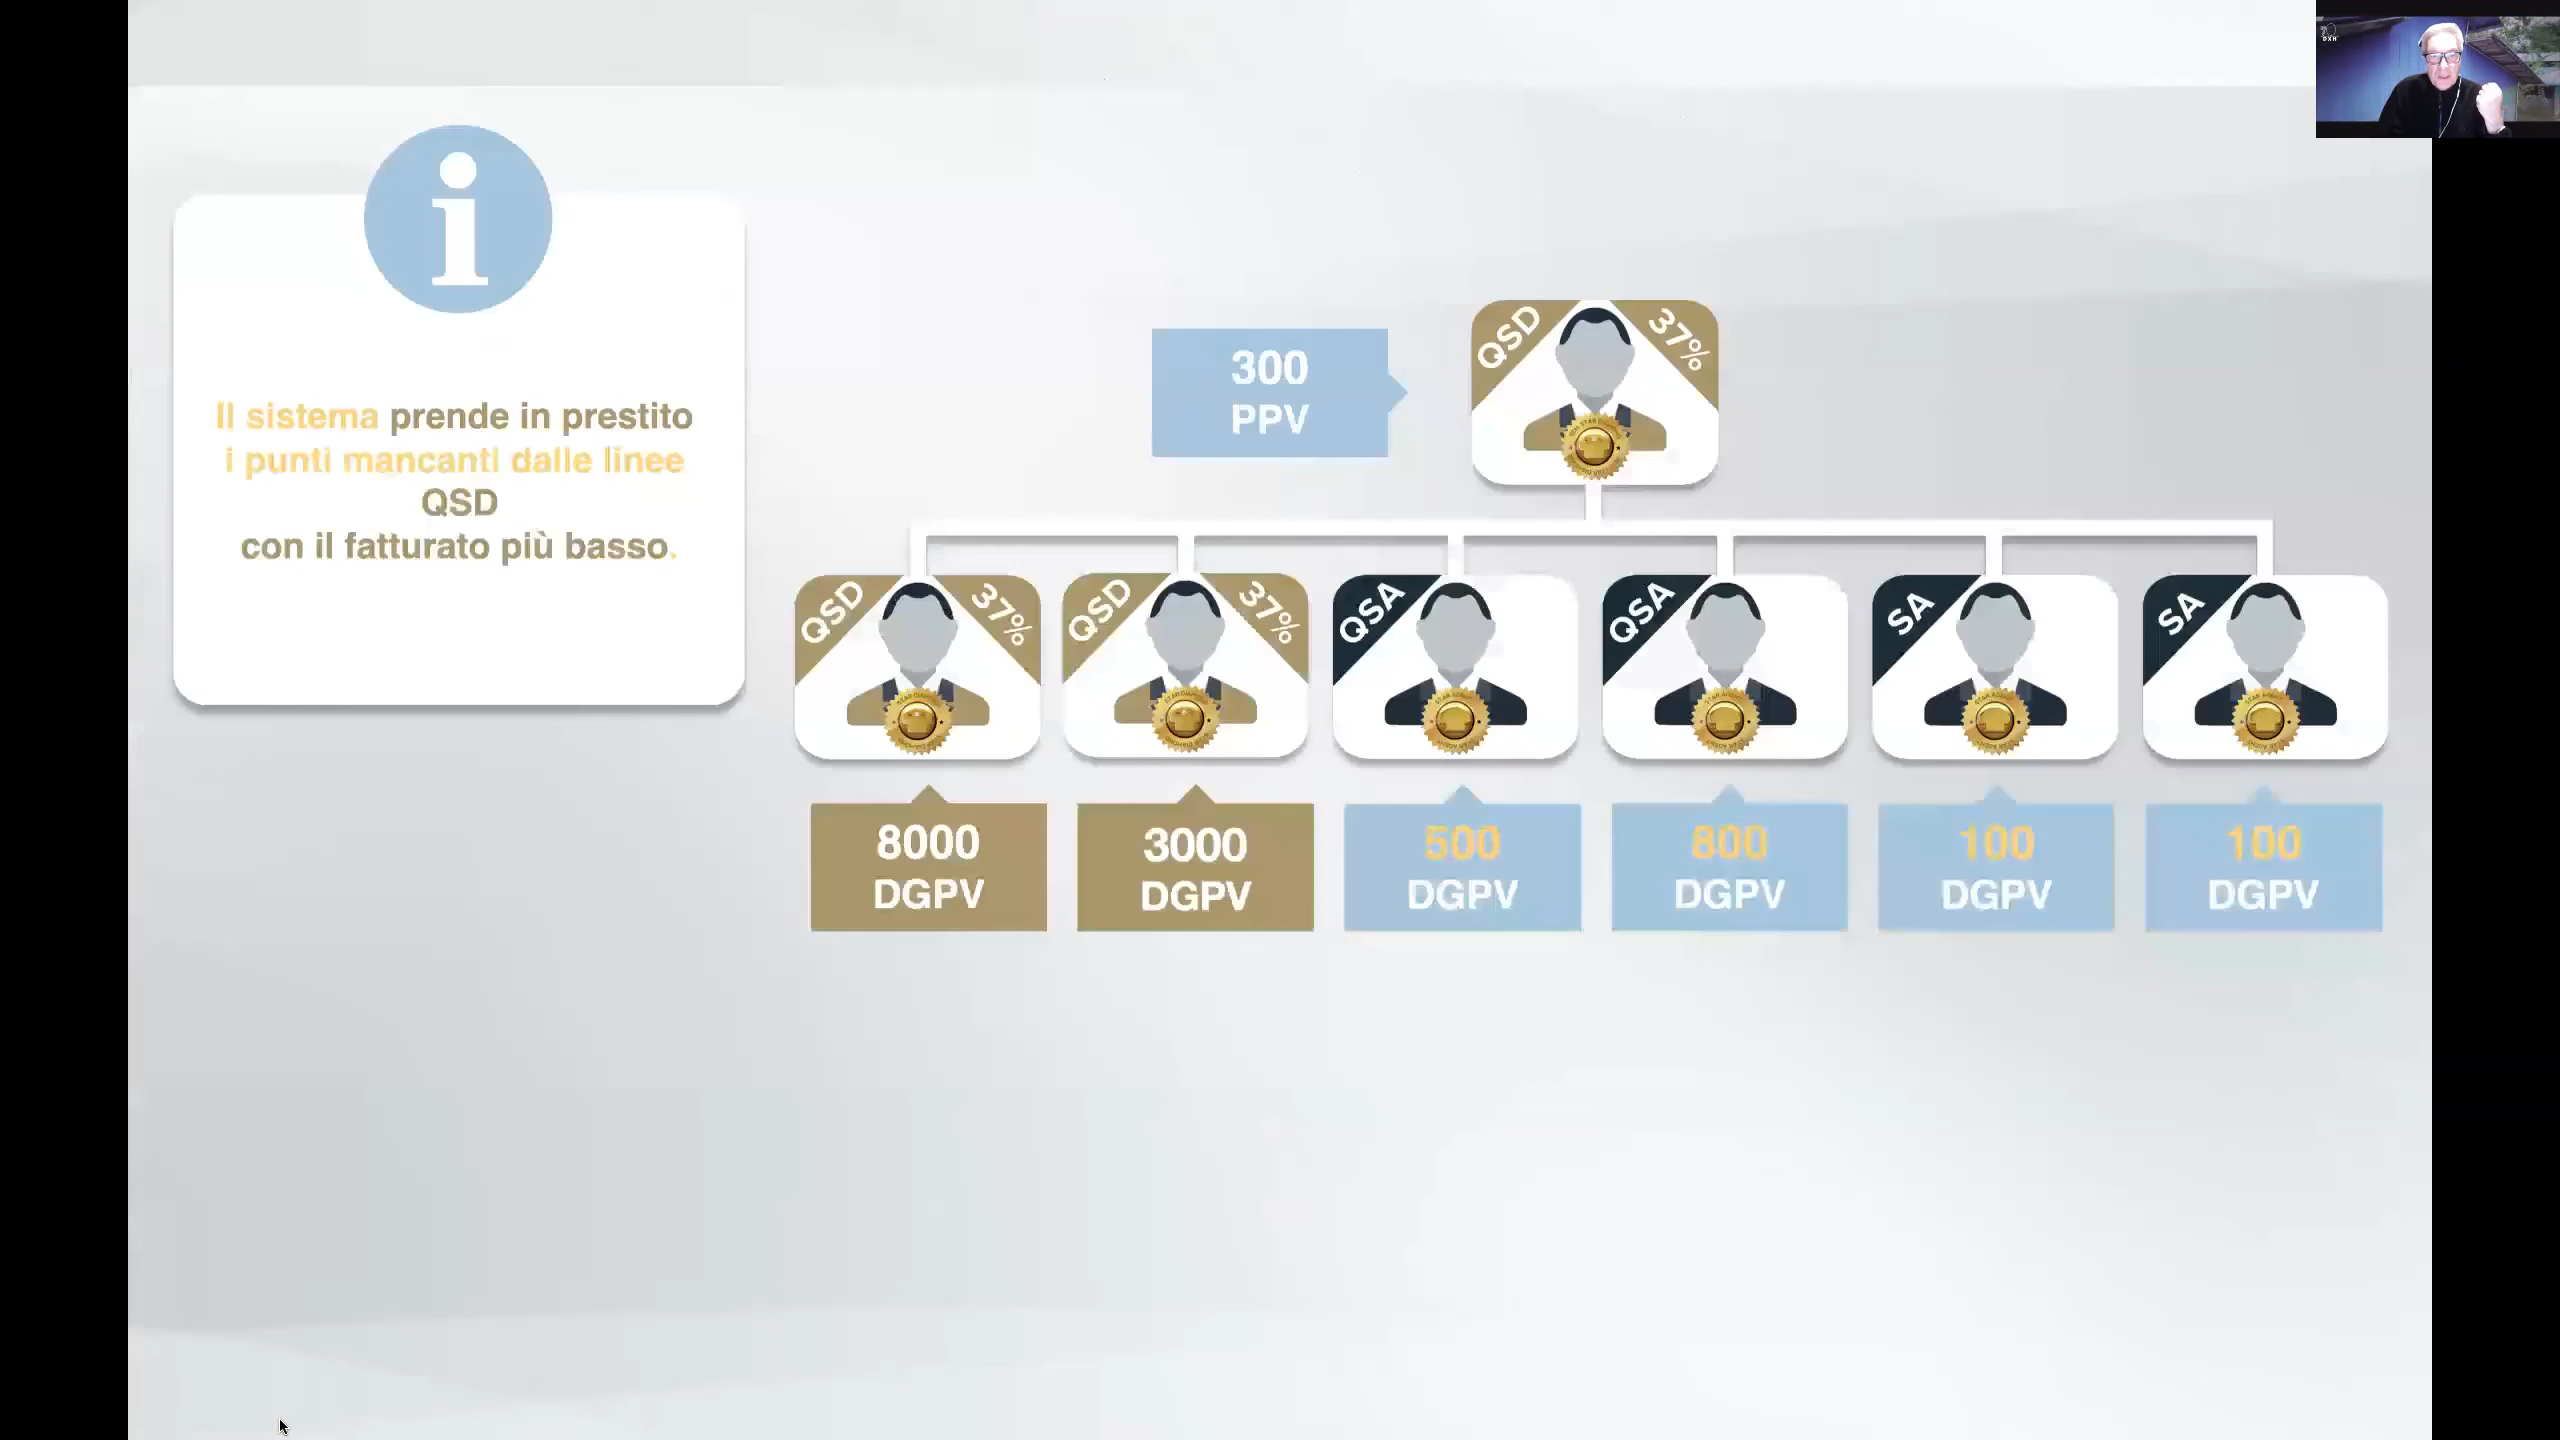 Il sistema prende in prestito
i punti mancanti dalle linee
QSD
con il fatturato più basso.
300
PPV
QSD 37%
QSD 37%
QSD 37%
QSA
QSA
SA
SA
8000
DGPV
3000
DGPV
500
DGPV
800
DGPV
100
DGPV
100
DGPV